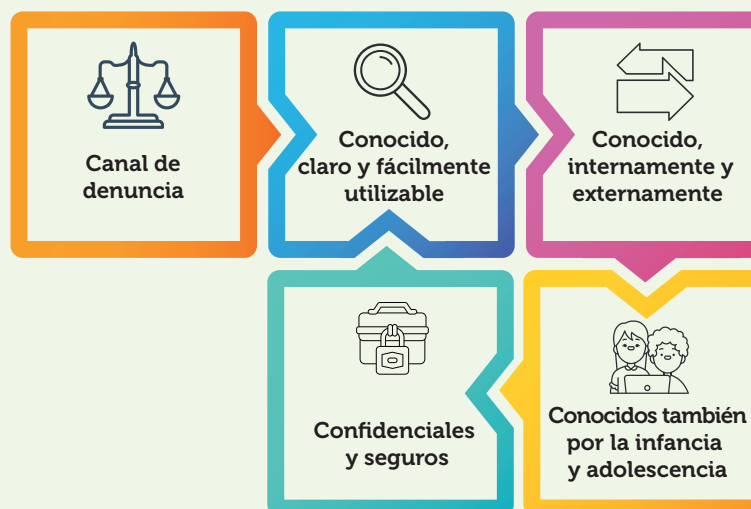 Canal de
denuncia
Conocido,
claro y fácilmente
utilizable
Conocido,
internamente y
externamente
Conocidos también
por la infancia
y adolescencia
Confidenciales
y seguros